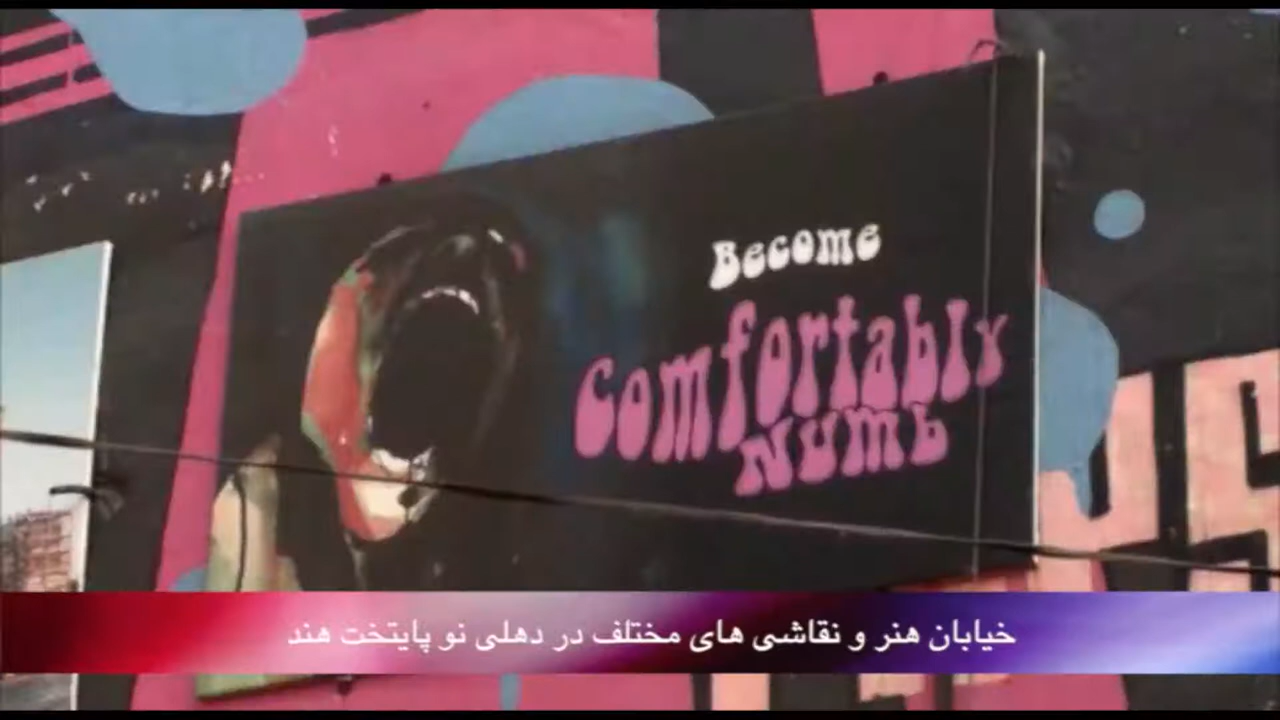 Become
Comfortably
Numb
خیابان هنر و نقاشی های مختلف در دهلی نو پایتخت هند